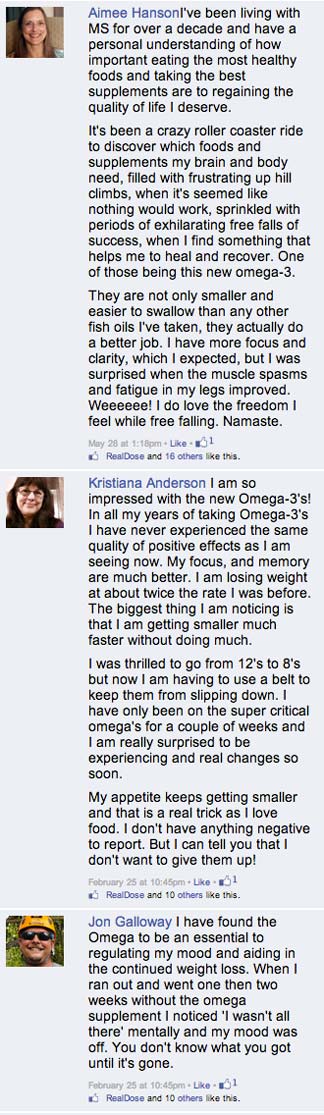 Aimee HansonI've been living with
MS for over a decade and have a
personal understanding of how
important eating the most healthy
foods and taking the best
supplements are to regaining the
quality of life I deserve.
It's been a crazy roller coaster ride
to discover which foods and
supplements my brain and body
need, filled with frustrating up hill
climbs, when it's seemed like
nothing would work, sprinkled with
periods of exhilarating free falls of
success, when I find something that
helps me to heal and recover. One
of those being this new omega-3.
They are not only smaller and
easier to swallow than any other
fish oils I've taken, they actually do
a better job. I have more focus and
clarity, which I expected, but I was
surprised when the muscle spasms
and fatigue in my legs improved.
Weeeeee! I do love the freedom I
feel while free falling. Namaste.
May 28 at 1:18pm • Like • 1
RealDose and 16 others like this.
Kristiana Anderson I am so
impressed with the new Omega-3's!
In all my years of taking Omega-3's
I have never experienced the same
quality of positive effects as I am
seeing now. My focus, and memory
are much better. I am losing weight
at about twice the rate I was before.
The biggest thing I am noticing is
that I am getting smaller much
faster without doing much.
I was thrilled to go from 12's to 8's
but now I am having to use a belt to
keep them from slipping down. I
have only been on the super critical
omega's for a couple of weeks and
I am really surprised to be
experiencing and real changes so
soon.
My appetite keeps getting smaller
and that is a real trick as I love
food. I don't have anything negative
to report. But I can tell you that I
don't want to give them up!
February 25 at 10:45pm • Like • 1
RealDose and 10 others like this.
Jon Galloway I have found the
Omega to be an essential to
regulating my mood and aiding in
the continued weight loss. When I
ran out and went one then two
weeks without the omega
supplement I noticed 'I wasn't all
there' mentally and my mood was
off. You don't know what you got
until it's gone.
February 25 at 10:45pm • Like • 1
RealDose and 10 others like this.